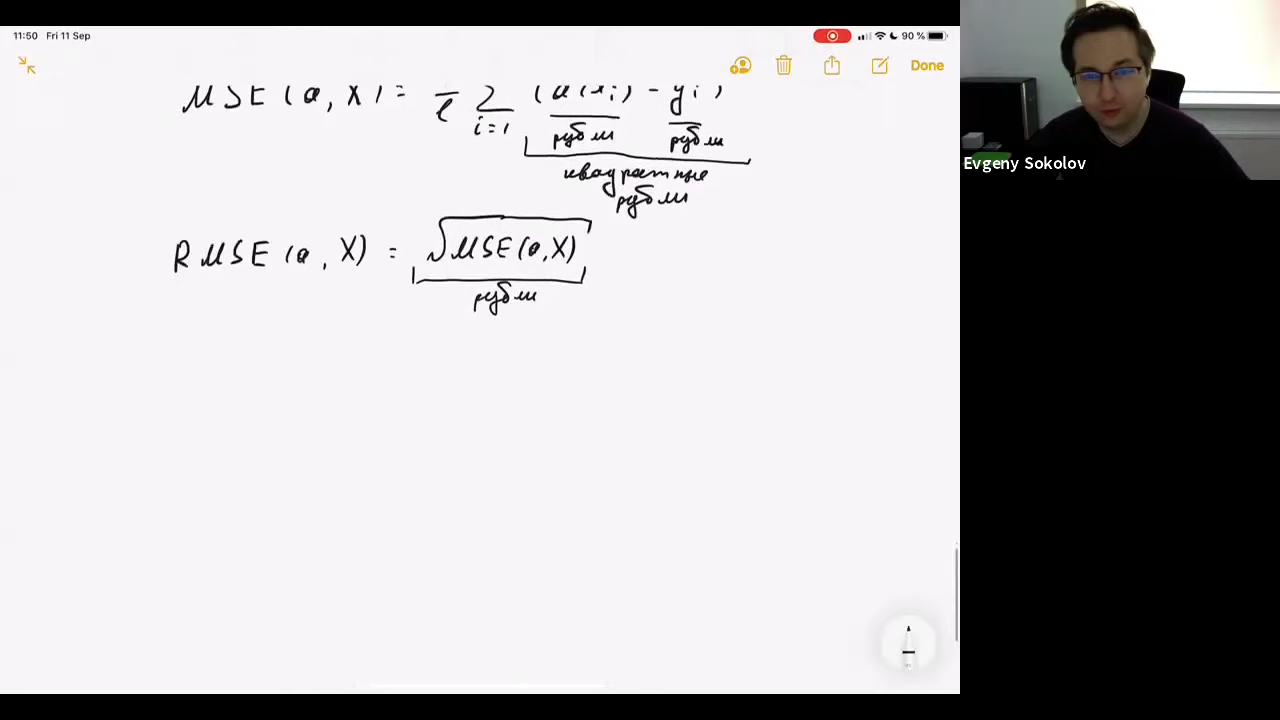 11:50 Fri 11 Sep
90 %
Done
MSE(a, X) = 1/ℓ Σ (a(xᵢ) - yᵢ)
i=1
рубли рубли
квадратные
рубли
RMSE(a, X) = √MSE(a,X)
рубли
Evgeny Sokolov